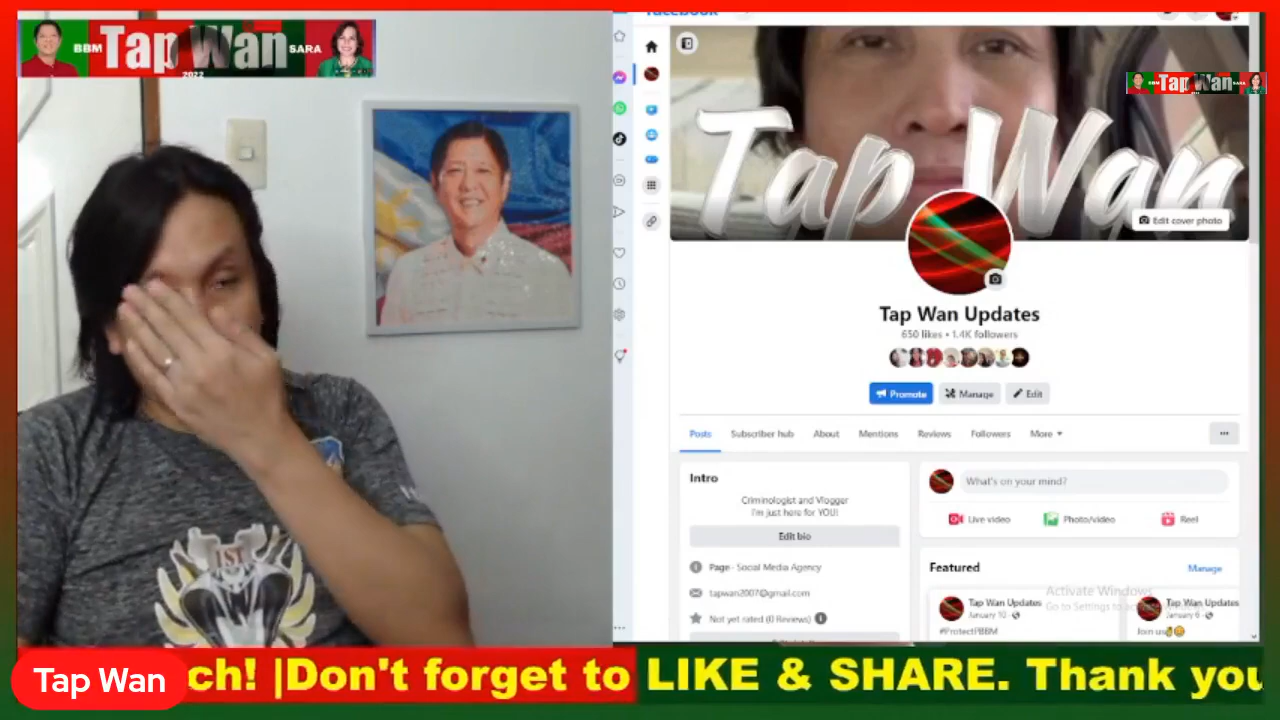 BBM Tap Wan SARA
2022
facebook
Tap Wan
Tap Wan
Edit cover photo
Tap Wan Updates
650 likes • 1.4K followers
Promote
Manage
Edit
Posts
Subscriber hub
About
Mentions
Reviews
Followers
More
Intro
Criminologist and Vlogger
I'm just here for YOU!
Edit bio
Page · Social Media Agency
tapwan2007@gmail.com
Not yet rated (0 Reviews)
What's on your mind?
Live video
Photo/video
Reel
Featured
Manage
Tap Wan Updates
January 10 ·
#ProtectPBBM
Tap Wan Updates
January 6 ·
Join us
Activate Windows
Go to Settings to
1ST
Tap Wan
ch! |Don't forget to LIKE & SHARE. Thank you